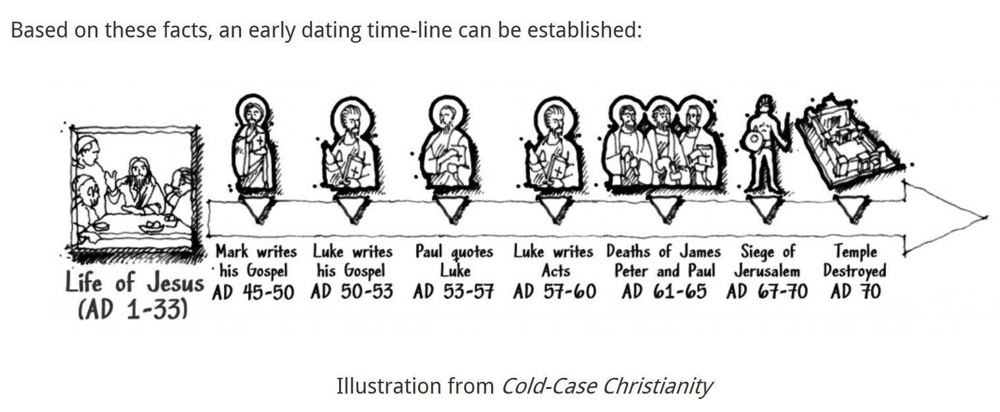 Based on these facts, an early dating time-line can be established:
Life of Jesus
(AD 1-33)
Mark writes
his Gospel
AD 45-50
Luke writes
his Gospel
AD 50-53
Paul quotes
Luke
AD 53-57
Luke writes
Acts
AD 57-60
Deaths of James
Peter and Paul
AD 61-65
Siege of
Jerusalem
AD 67-70
Temple
Destroyed
AD 70
Illustration from Cold-Case Christianity